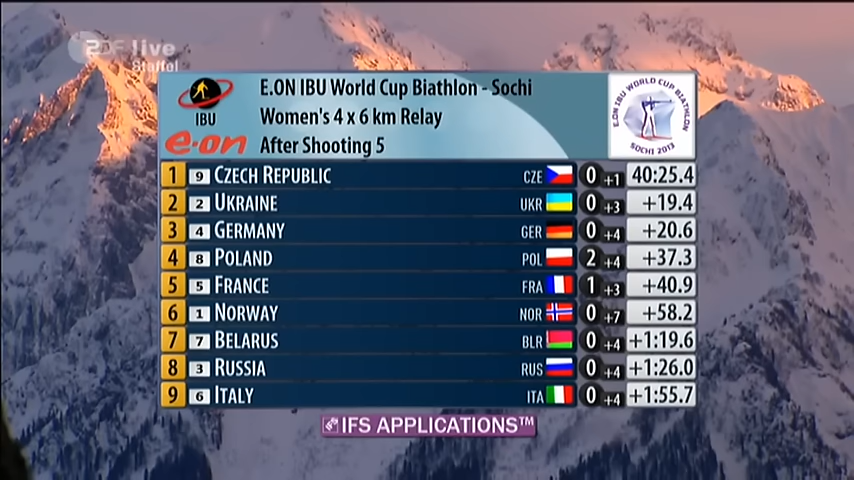 ZDF live
Staffel
E.ON IBU World Cup Biathlon - Sochi
IBU
Women's 4 x 6 km Relay
e·on
After Shooting 5
E.ON IBU WORLD CUP BIATHLON
SOCHI 2013
1 9 CZECH REPUBLIC CZE 0 +1 40:25.4
2 2 UKRAINE UKR 0 +3 +19.4
3 4 GERMANY GER 0 +4 +20.6
4 8 POLAND POL 2 +4 +37.3
5 5 FRANCE FRA 1 +3 +40.9
6 1 NORWAY NOR 0 +7 +58.2
7 7 BELARUS BLR 0 +4 +1:19.6
8 3 RUSSIA RUS 0 +4 +1:26.0
9 6 ITALY ITA 0 +4 +1:55.7
IFS APPLICATIONS™